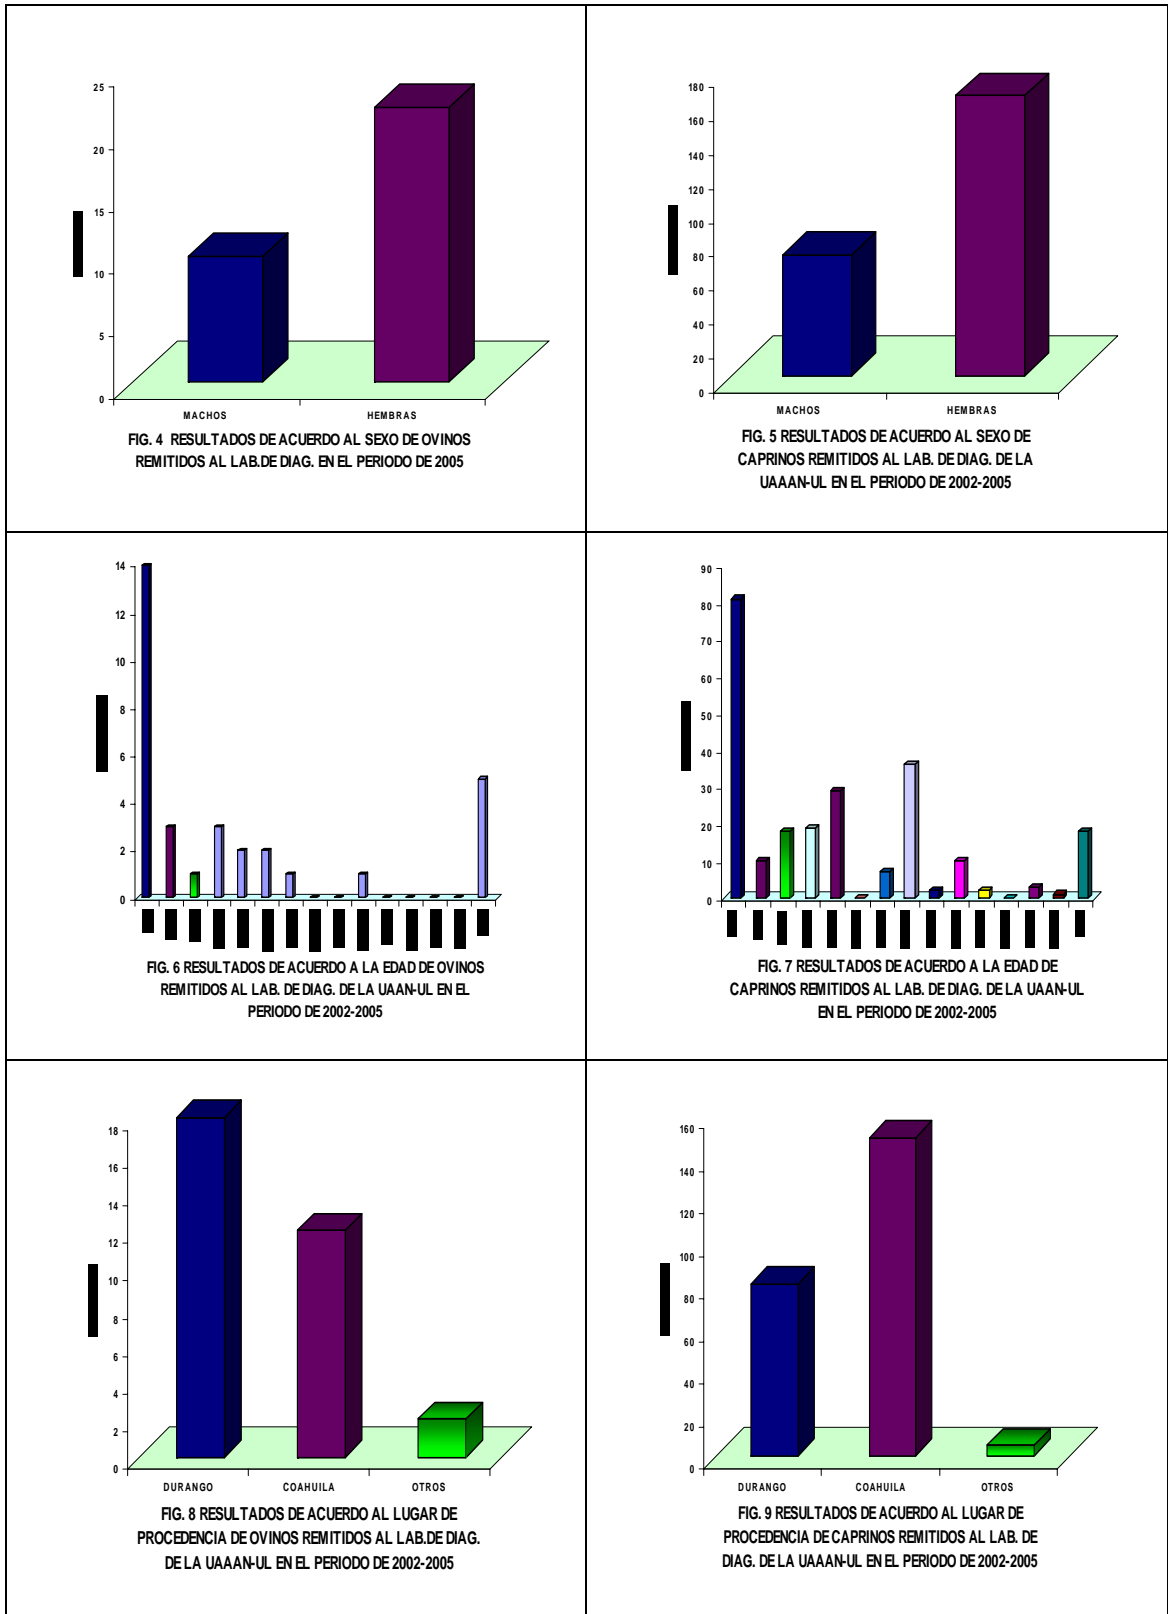 25
20
15
10
5
0
MACHOS HEMBRAS
FIG. 4 RESULTADOS DE ACUERDO AL SEXO DE OVINOS
REMITIDOS AL LAB.DE DIAG. EN EL PERIODO DE 2005
180
160
140
120
100
80
60
40
20
0
MACHOS HEMBRAS
FIG. 5 RESULTADOS DE ACUERDO AL SEXO DE
CAPRINOS REMITIDOS AL LAB. DE DIAG. DE LA
UAAAN-UL EN EL PERIODO DE 2002-2005
14
12
10
8
6
4
2
0
FIG. 6 RESULTADOS DE ACUERDO A LA EDAD DE OVINOS
REMITIDOS AL LAB. DE DIAG. DE LA UAAN-UL EN EL
PERIODO DE 2002-2005
90
80
70
60
50
40
30
20
10
0
FIG. 7 RESULTADOS DE ACUERDO A LA EDAD DE
CAPRINOS REMITIDOS AL LAB. DE DIAG. DE LA UAAN-UL
EN EL PERIODO DE 2002-2005
18
16
14
12
10
8
6
4
2
0
DURANGO COAHUILA OTROS
FIG. 8 RESULTADOS DE ACUERDO AL LUGAR DE
PROCEDENCIA DE OVINOS REMITIDOS AL LAB.DE DIAG.
DE LA UAAAN-UL EN EL PERIODO DE 2002-2005
160
140
120
100
80
60
40
20
0
DURANGO COAHUILA OTROS
FIG. 9 RESULTADOS DE ACUERDO AL LUGAR DE
PROCEDENCIA DE CAPRINOS REMITIDOS AL LAB. DE
DIAG. DE LA UAAAN-UL EN EL PERIODO DE 2002-2005